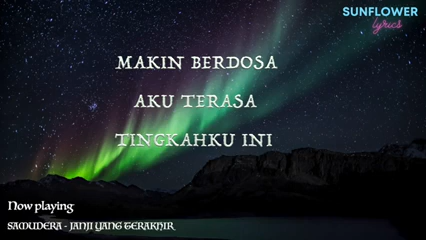 SUNFLOWER
lyrics
MAKIN BERDOSA
AKU TERASA
TINGKAHKU INI
Now playing
SAMUDERA - JANJI YANG TERAKHIR